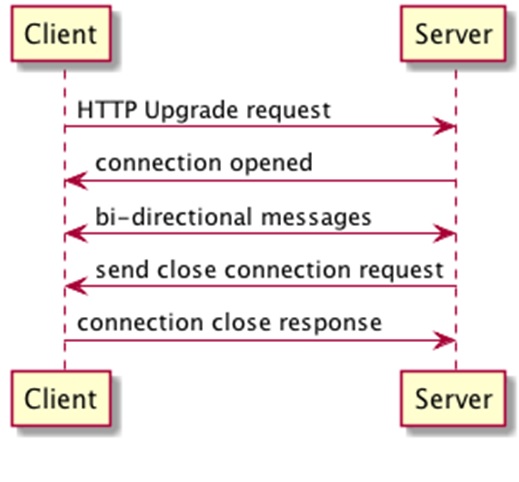 Client Server
HTTP Upgrade request
connection opened
bi-directional messages
send close connection request
connection close response
Client Server